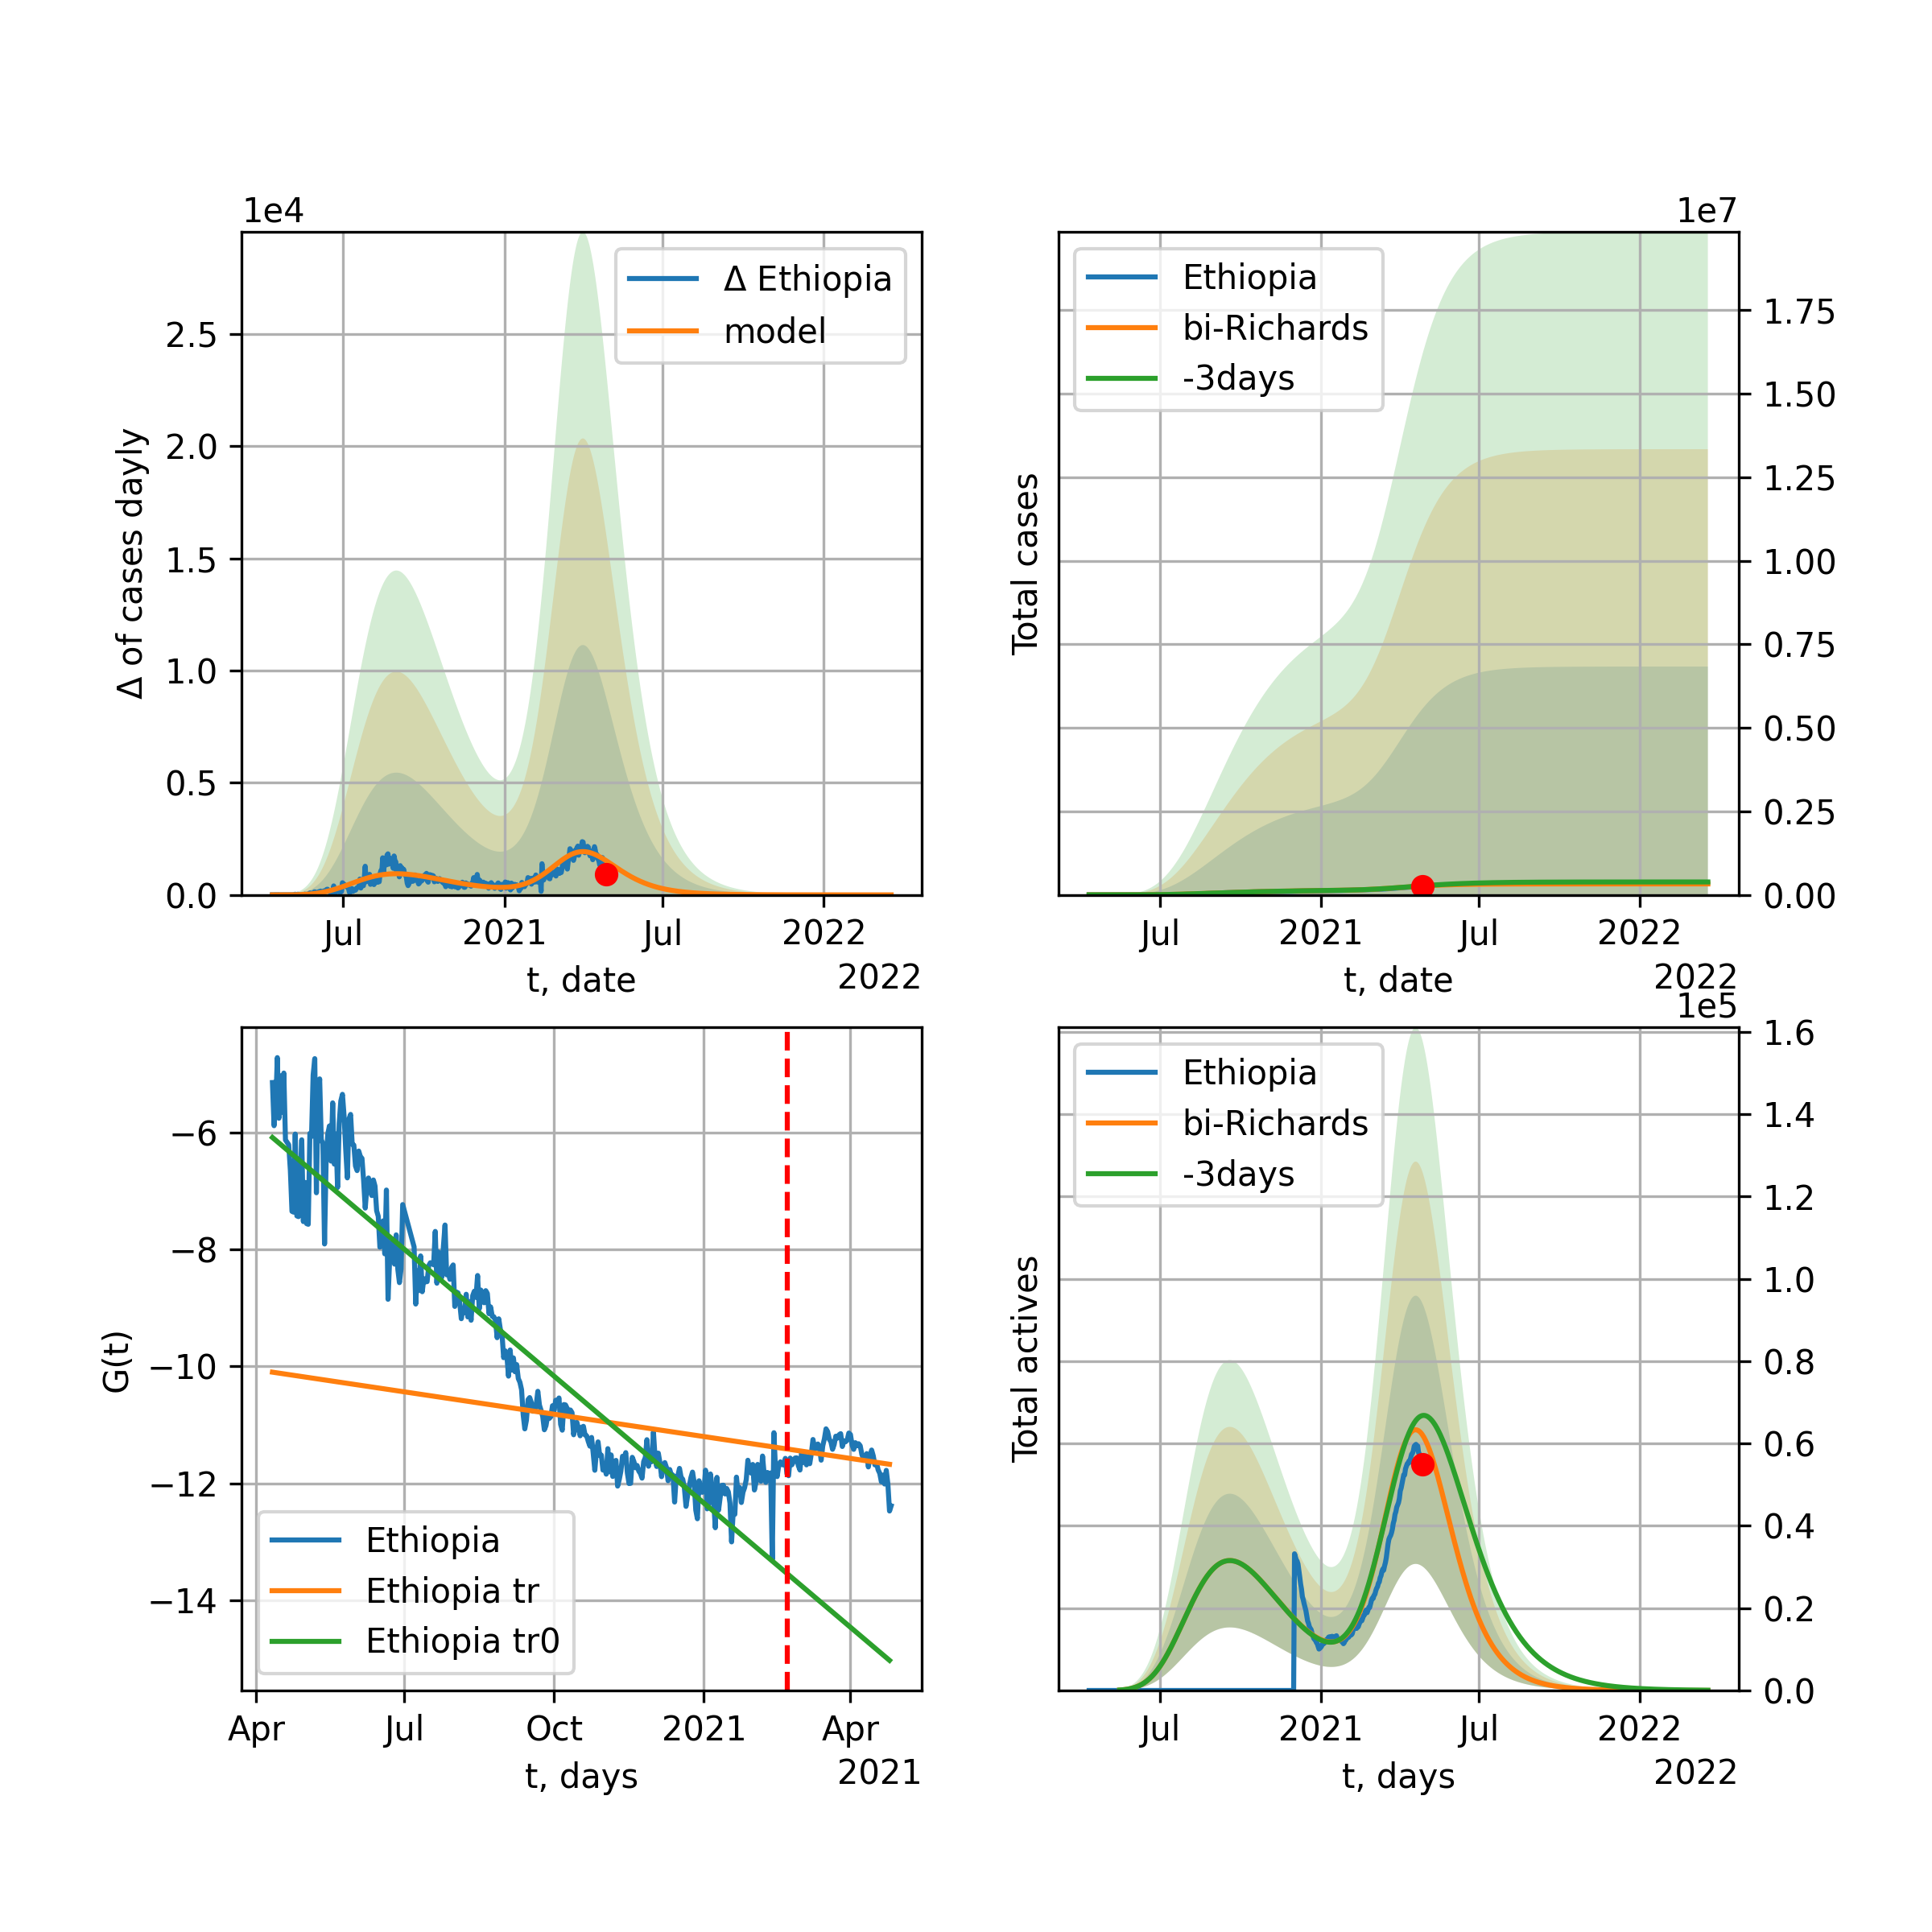 1e4
Δ Ethiopia
model
2.5
2.0
1.5
1.0
0.5
0.0
Δ of cases dayly
Jul 2021 Jul 2022
t, date
2022
1e7
Ethiopia
bi-Richards
-3days
1.75
1.50
1.25
1.00
0.75
0.50
0.25
0.00
Total cases
Jul 2021 Jul 2022
t, date
2022
−6
−8
−10
−12
−14
G(t)
Ethiopia
Ethiopia tr
Ethiopia tr0
Apr Jul Oct 2021 Apr
t, days
2021
1e5
Ethiopia
bi-Richards
-3days
1.6
1.4
1.2
1.0
0.8
0.6
0.4
0.2
0.0
Total actives
Jul 2021 Jul 2022
t, days
2022